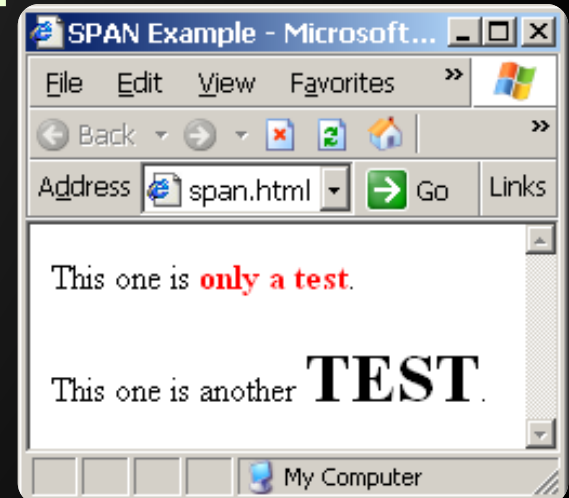 SPAN Example - Microsoft...
File Edit View Favorites »
Back »
Address span.html Go Links
This one is only a test.
This one is another TEST.
My Computer